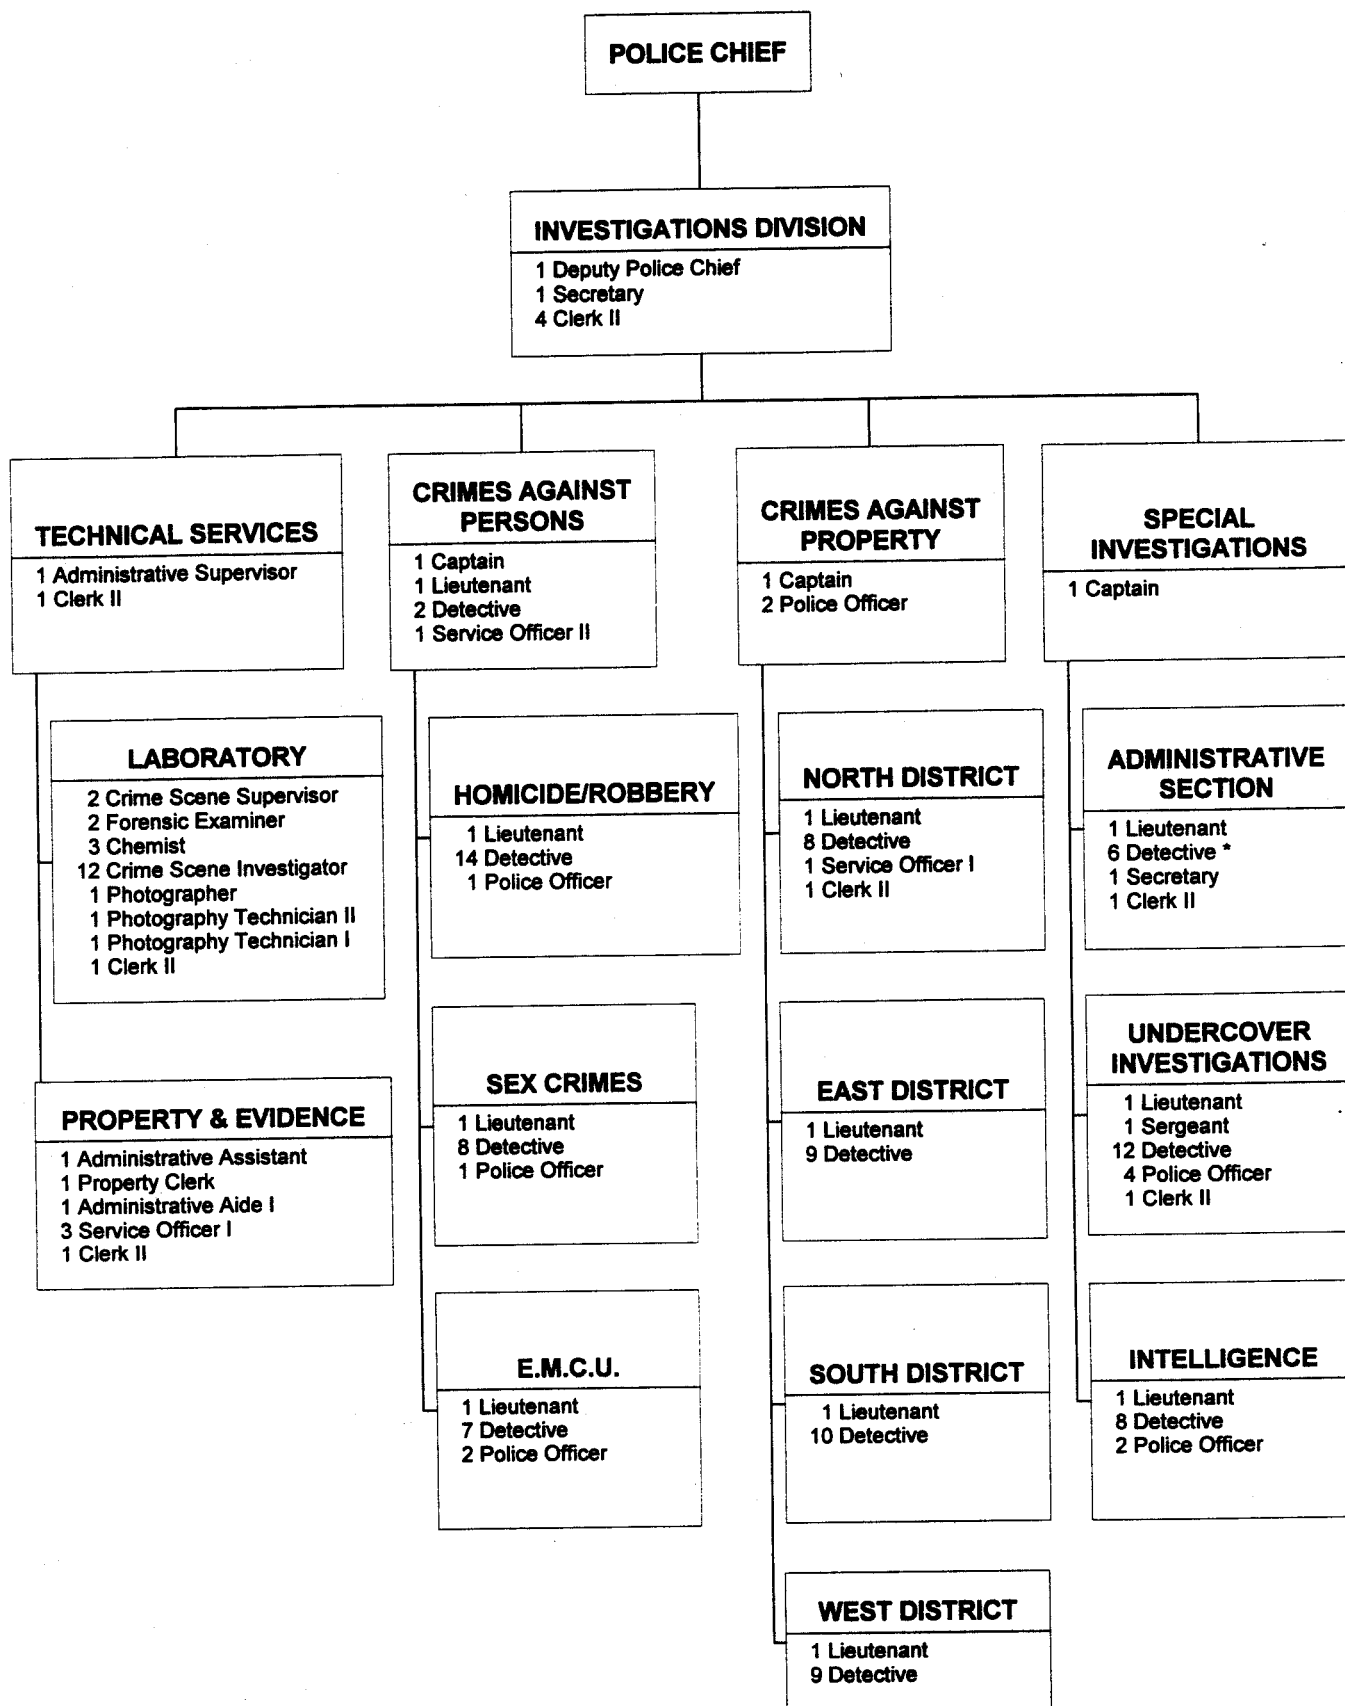 POLICE CHIEF
INVESTIGATIONS DIVISION
1 Deputy Police Chief
1 Secretary
4 Clerk II
TECHNICAL SERVICES
1 Administrative Supervisor
1 Clerk II
LABORATORY
2 Crime Scene Supervisor
2 Forensic Examiner
3 Chemist
12 Crime Scene Investigator
1 Photographer
1 Photography Technician II
1 Photography Technician I
1 Clerk II
PROPERTY & EVIDENCE
1 Administrative Assistant
1 Property Clerk
1 Administrative Aide I
3 Service Officer I
1 Clerk II
CRIMES AGAINST
PERSONS
1 Captain
1 Lieutenant
2 Detective
1 Service Officer II
HOMICIDE/ROBBERY
1 Lieutenant
14 Detective
1 Police Officer
SEX CRIMES
1 Lieutenant
8 Detective
1 Police Officer
E.M.C.U.
1 Lieutenant
7 Detective
2 Police Officer
CRIMES AGAINST
PROPERTY
1 Captain
2 Police Officer
NORTH DISTRICT
1 Lieutenant
8 Detective
1 Service Officer I
1 Clerk II
EAST DISTRICT
1 Lieutenant
9 Detective
SOUTH DISTRICT
1 Lieutenant
10 Detective
WEST DISTRICT
1 Lieutenant
9 Detective
SPECIAL
INVESTIGATIONS
1 Captain
ADMINISTRATIVE
SECTION
1 Lieutenant
6 Detective *
1 Secretary
1 Clerk II
UNDERCOVER
INVESTIGATIONS
1 Lieutenant
1 Sergeant
12 Detective
4 Police Officer
1 Clerk II
INTELLIGENCE
1 Lieutenant
8 Detective
2 Police Officer